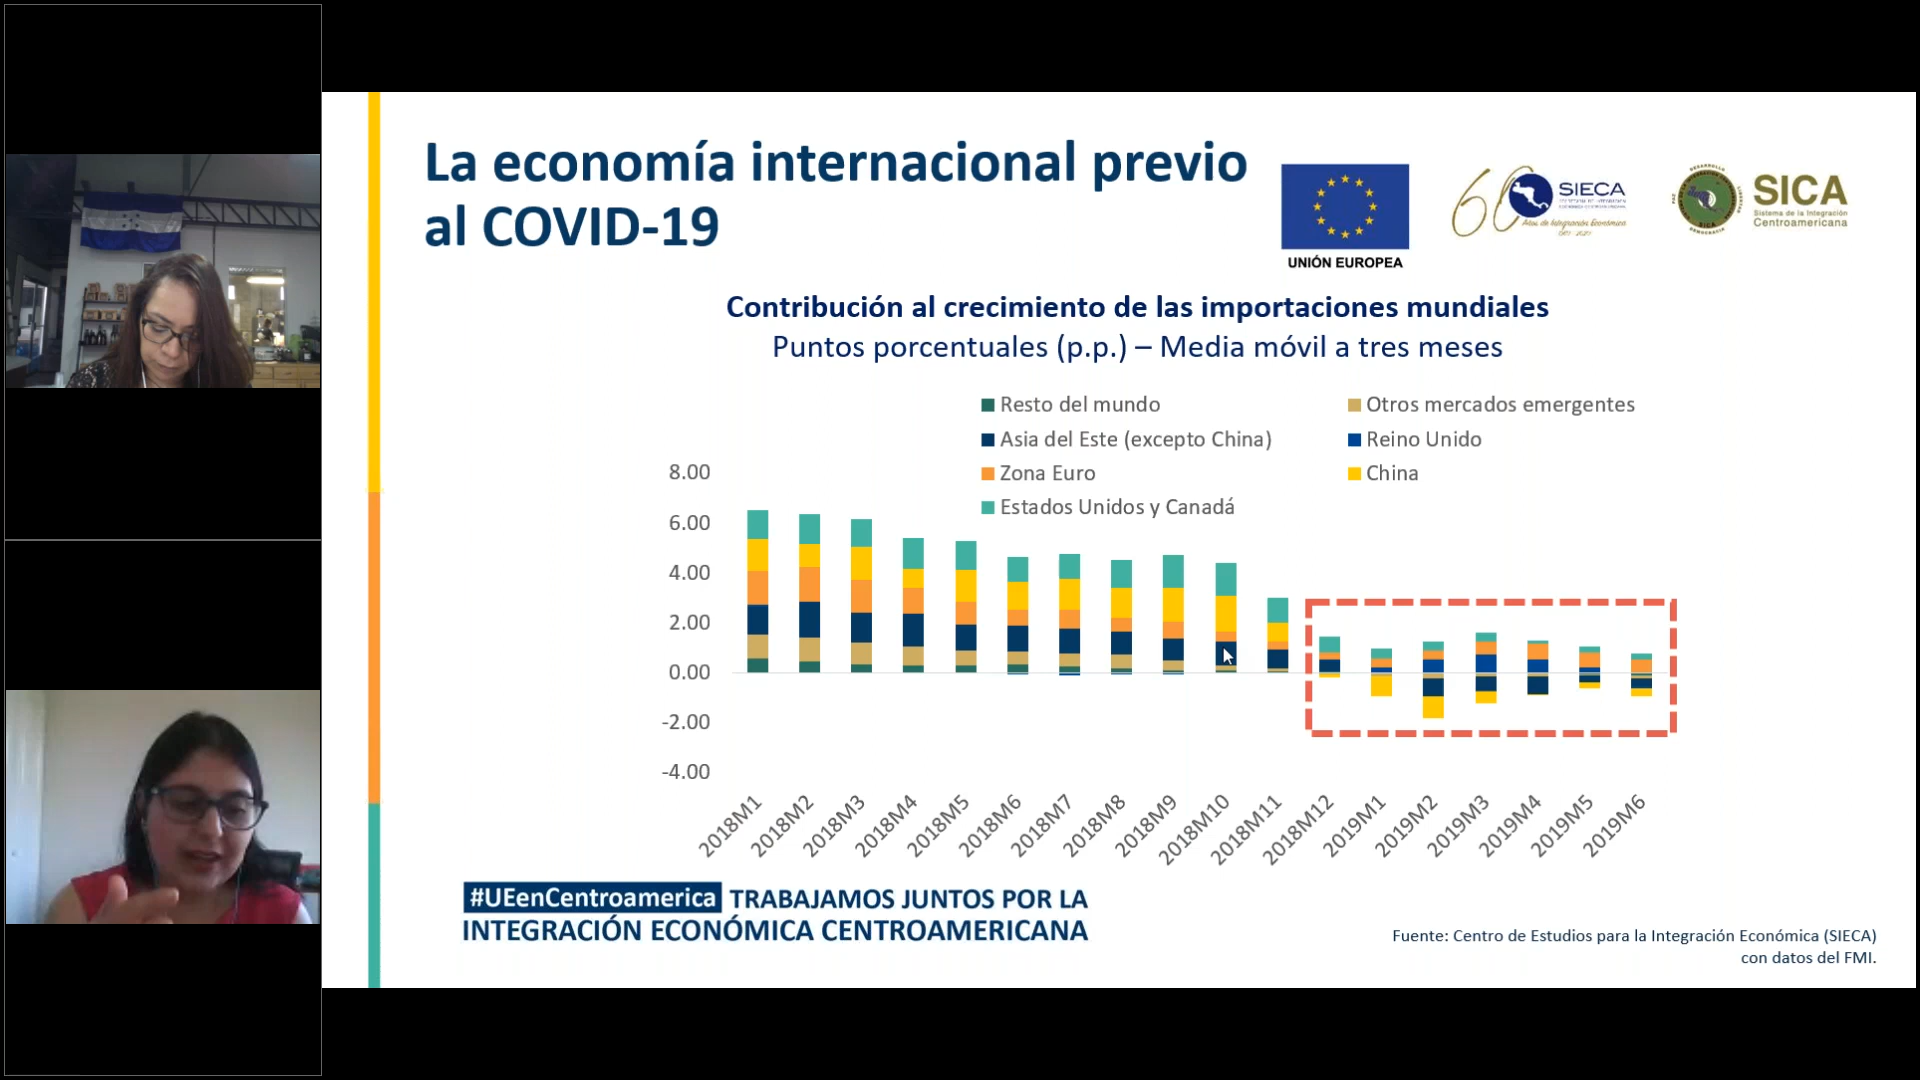 La economía internacional previo
al COVID-19
UNIÓN EUROPEA
60
SIECA
Años de Integración Económica
SICA
Sistema de la Integración
Centroamericana
Contribución al crecimiento de las importaciones mundiales
Puntos porcentuales (p.p.) – Media móvil a tres meses
Resto del mundo
Otros mercados emergentes
Asia del Este (excepto China)
Reino Unido
Zona Euro
China
Estados Unidos y Canadá
8.00
6.00
4.00
2.00
0.00
-2.00
-4.00
2018M1
2018M2
2018M3
2018M4
2018M5
2018M6
2018M7
2018M8
2018M9
2018M10
2018M11
2018M12
2019M1
2019M2
2019M3
2019M4
2019M5
2019M6
#UEenCentroamerica TRABAJAMOS JUNTOS POR LA
INTEGRACIÓN ECONÓMICA CENTROAMERICANA
Fuente: Centro de Estudios para la Integración Económica (SIECA)
con datos del FMI.